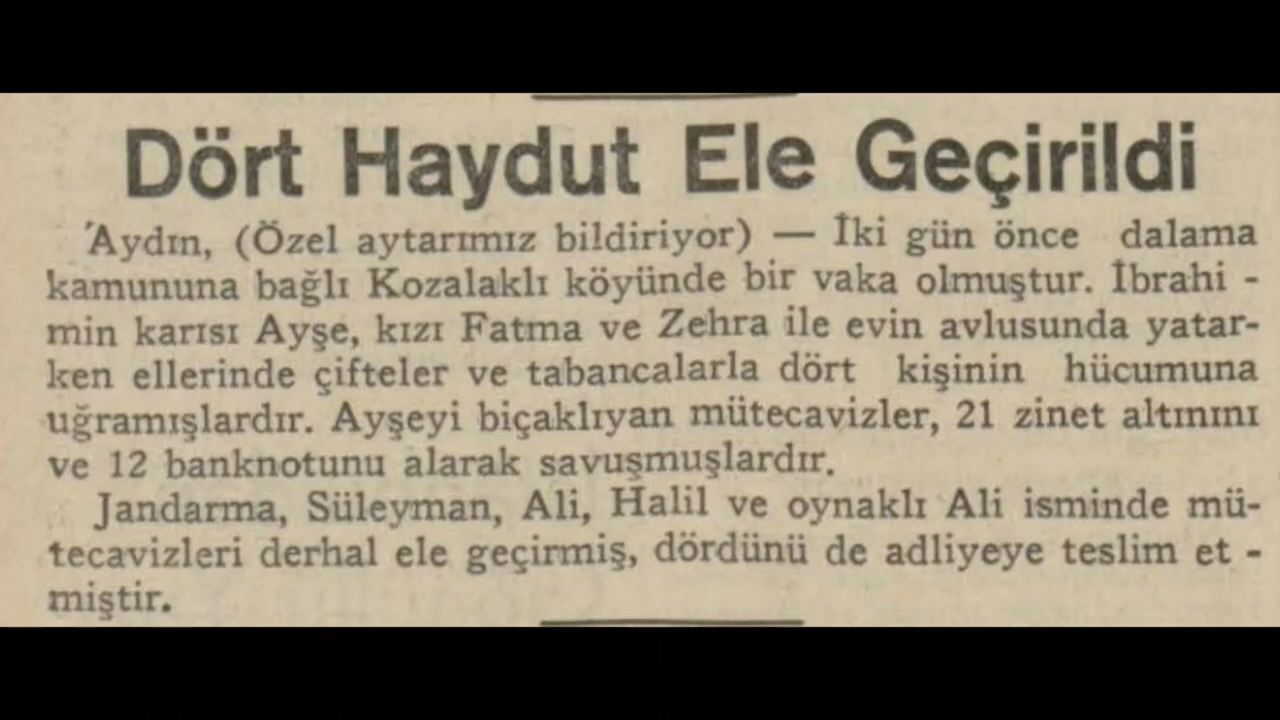 Dört Haydut Ele Geçirildi
Aydın, (Özel aytarımız bildiriyor) — İki gün önce dalama
kamununa bağlı Kozalaklı köyünde bir vaka olmuştur. İbrahi -
min karısı Ayşe, kızı Fatma ve Zehra ile evin avlusunda yatar-
ken ellerinde çifteler ve tabancalarla dört kişinin hücumuna
uğramışlardır. Ayşeyi biçaklıyan mütecavizler, 21 zinet altınını
ve 12 banknotunu alarak savuşmuşlardır.
Jandarma, Süleyman, Ali, Halil ve oynaklı Ali isminde mü-
tecavizleri derhal ele geçirmiş, dördünü de adliyeye teslim et -
miştir.